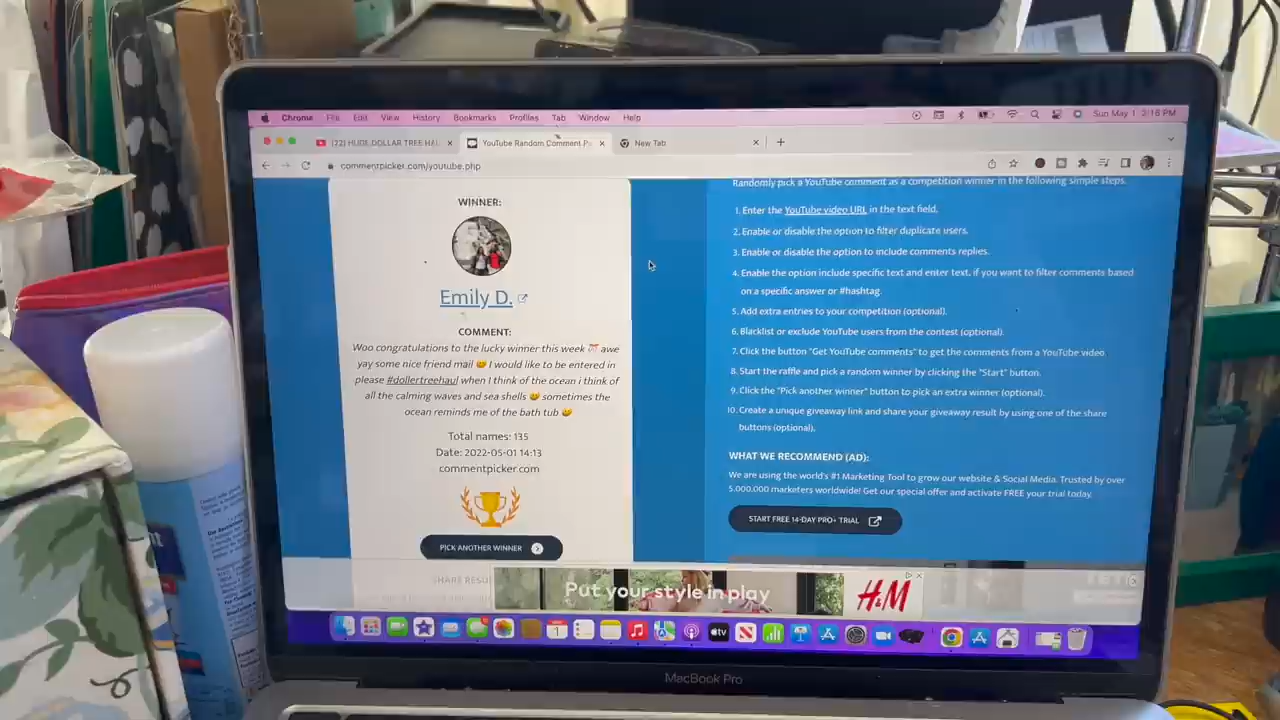 Chrome File Edit View History Bookmarks Profiles Tab Window Help
Sun May 1 2:16 PM
(22) HUGE DOLLAR TREE HAU
YouTube Random Comment P
New Tab
commentpicker.com/youtube.php
WINNER:
Emily D.
COMMENT:
Woo congratulations to the lucky winner this week 🎊 awe
yay some nice friend mail 😃 I would like to be entered in
please #dollertreehaul when I think of the ocean i think of
all the calming waves and sea shells 😃 sometimes the
ocean reminds me of the bath tub 😃
Total names: 135
Date: 2022-05-01 14:13
commentpicker.com
PICK ANOTHER WINNER
SHARE RESU
Randomly pick a YouTube comment as a competition winner in the following simple steps.
1. Enter the YouTube video URL in the text field.
2. Enable or disable the option to filter duplicate users.
3. Enable or disable the option to include comments replies.
4. Enable the option include specific text and enter text, if you want to filter comments based
on a specific answer or #hashtag.
5. Add extra entries to your competition (optional).
6. Blacklist or exclude YouTube users from the contest (optional).
7. Click the button "Get YouTube comments" to get the comments from a YouTube video.
8. Start the raffle and pick a random winner by clicking the "Start" button.
9. Click the "Pick another winner" button to pick an extra winner (optional).
10. Create a unique giveaway link and share your giveaway result by using one of the share
buttons (optional).
WHAT WE RECOMMEND (AD):
We are using the world's #1 Marketing Tool to grow our website & Social Media. Trusted by over
5.000.000 marketers worldwide! Get our special offer and activate FREE your trial today.
START FREE 14-DAY PRO+ TRIAL
Put your style in play
H&M
tv
MacBook Pro